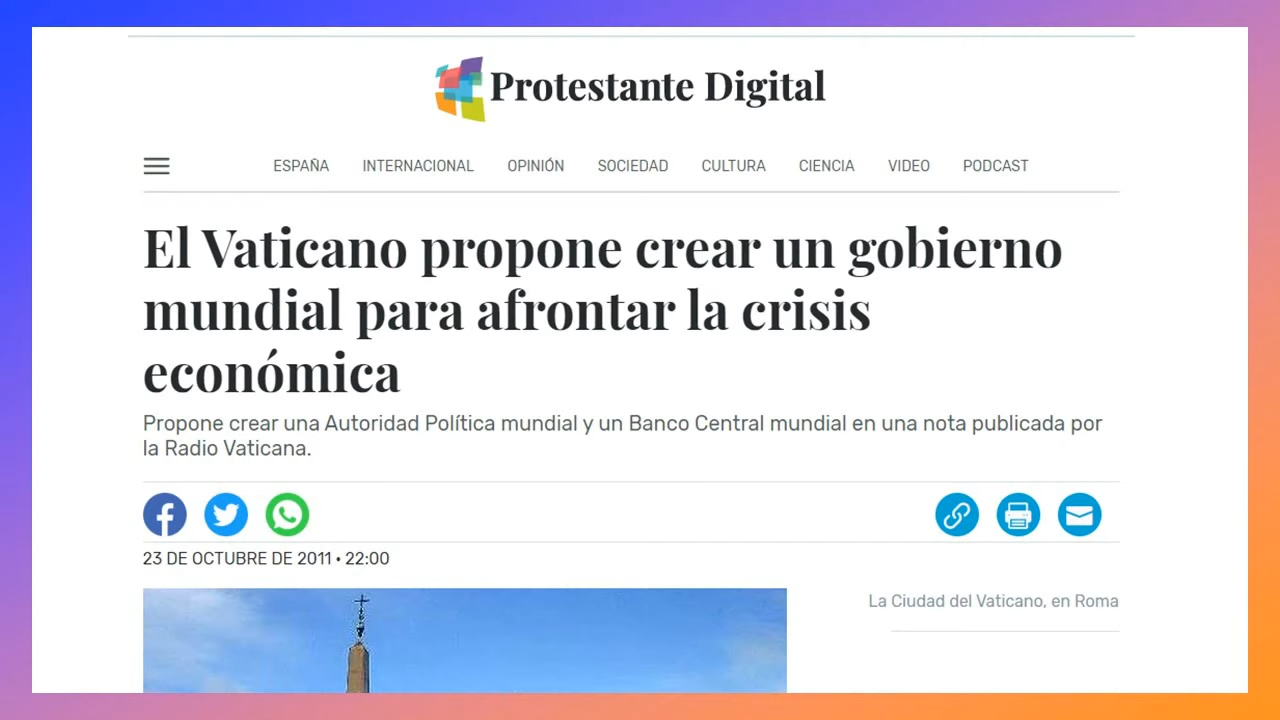 Protestante Digital
ESPAÑA INTERNACIONAL OPINIÓN SOCIEDAD CULTURA CIENCIA VIDEO PODCAST
El Vaticano propone crear un gobierno
mundial para afrontar la crisis
económica
Propone crear una Autoridad Política mundial y un Banco Central mundial en una nota publicada por
la Radio Vaticana.
23 DE OCTUBRE DE 2011 • 22:00
La Ciudad del Vaticano, en Roma